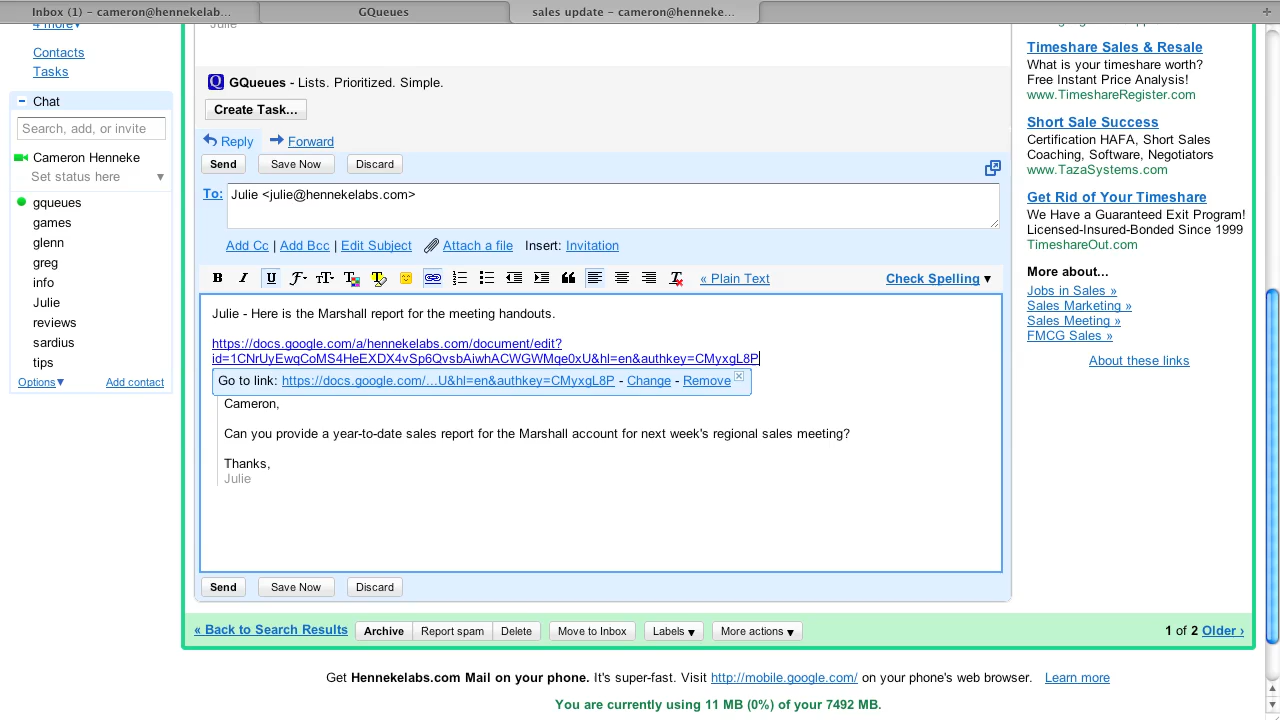 Inbox (1) – cameron@hennekelab...
GQueues
sales update – cameron@henneke...
4 more▾
Contacts
Tasks
Chat
Search, add, or invite
Cameron Henneke
Set status here
gqueues
games
glenn
greg
info
Julie
reviews
sardius
tips
Options▼ Add contact
Julie
GQueues - Lists. Prioritized. Simple.
Create Task...
Reply Forward
Send Save Now Discard
To: Julie <julie@hennekelabs.com>
Add Cc | Add Bcc | Edit Subject Attach a file Insert: Invitation
B I U « Plain Text Check Spelling ▼
Julie - Here is the Marshall report for the meeting handouts.
https://docs.google.com/a/hennekelabs.com/document/edit?
id=1CNrUyEwgCoMS4HeEXDX4vSp6QvsbAiwhACWGWMge0xU&hl=en&authkey=CMyxgL8P
Go to link: https://docs.google.com/...U&hl=en&authkey=CMyxgL8P - Change - Remove
Cameron,
Can you provide a year-to-date sales report for the Marshall account for next week's regional sales meeting?
Thanks,
Julie
Send Save Now Discard
« Back to Search Results Archive Report spam Delete Move to Inbox Labels ▼ More actions ▼ 1 of 2 Older ›
Timeshare Sales & Resale
What is your timeshare worth?
Free Instant Price Analysis!
www.TimeshareRegister.com
Short Sale Success
Certification HAFA, Short Sales
Coaching, Software, Negotiators
www.TazaSystems.com
Get Rid of Your Timeshare
We Have a Guaranteed Exit Program!
Licensed-Insured-Bonded Since 1999
TimeshareOut.com
More about...
Jobs in Sales »
Sales Marketing »
Sales Meeting »
FMCG Sales »
About these links
Get Hennekelabs.com Mail on your phone. It's super-fast. Visit http://mobile.google.com/ on your phone's web browser. Learn more
You are currently using 11 MB (0%) of your 7492 MB.